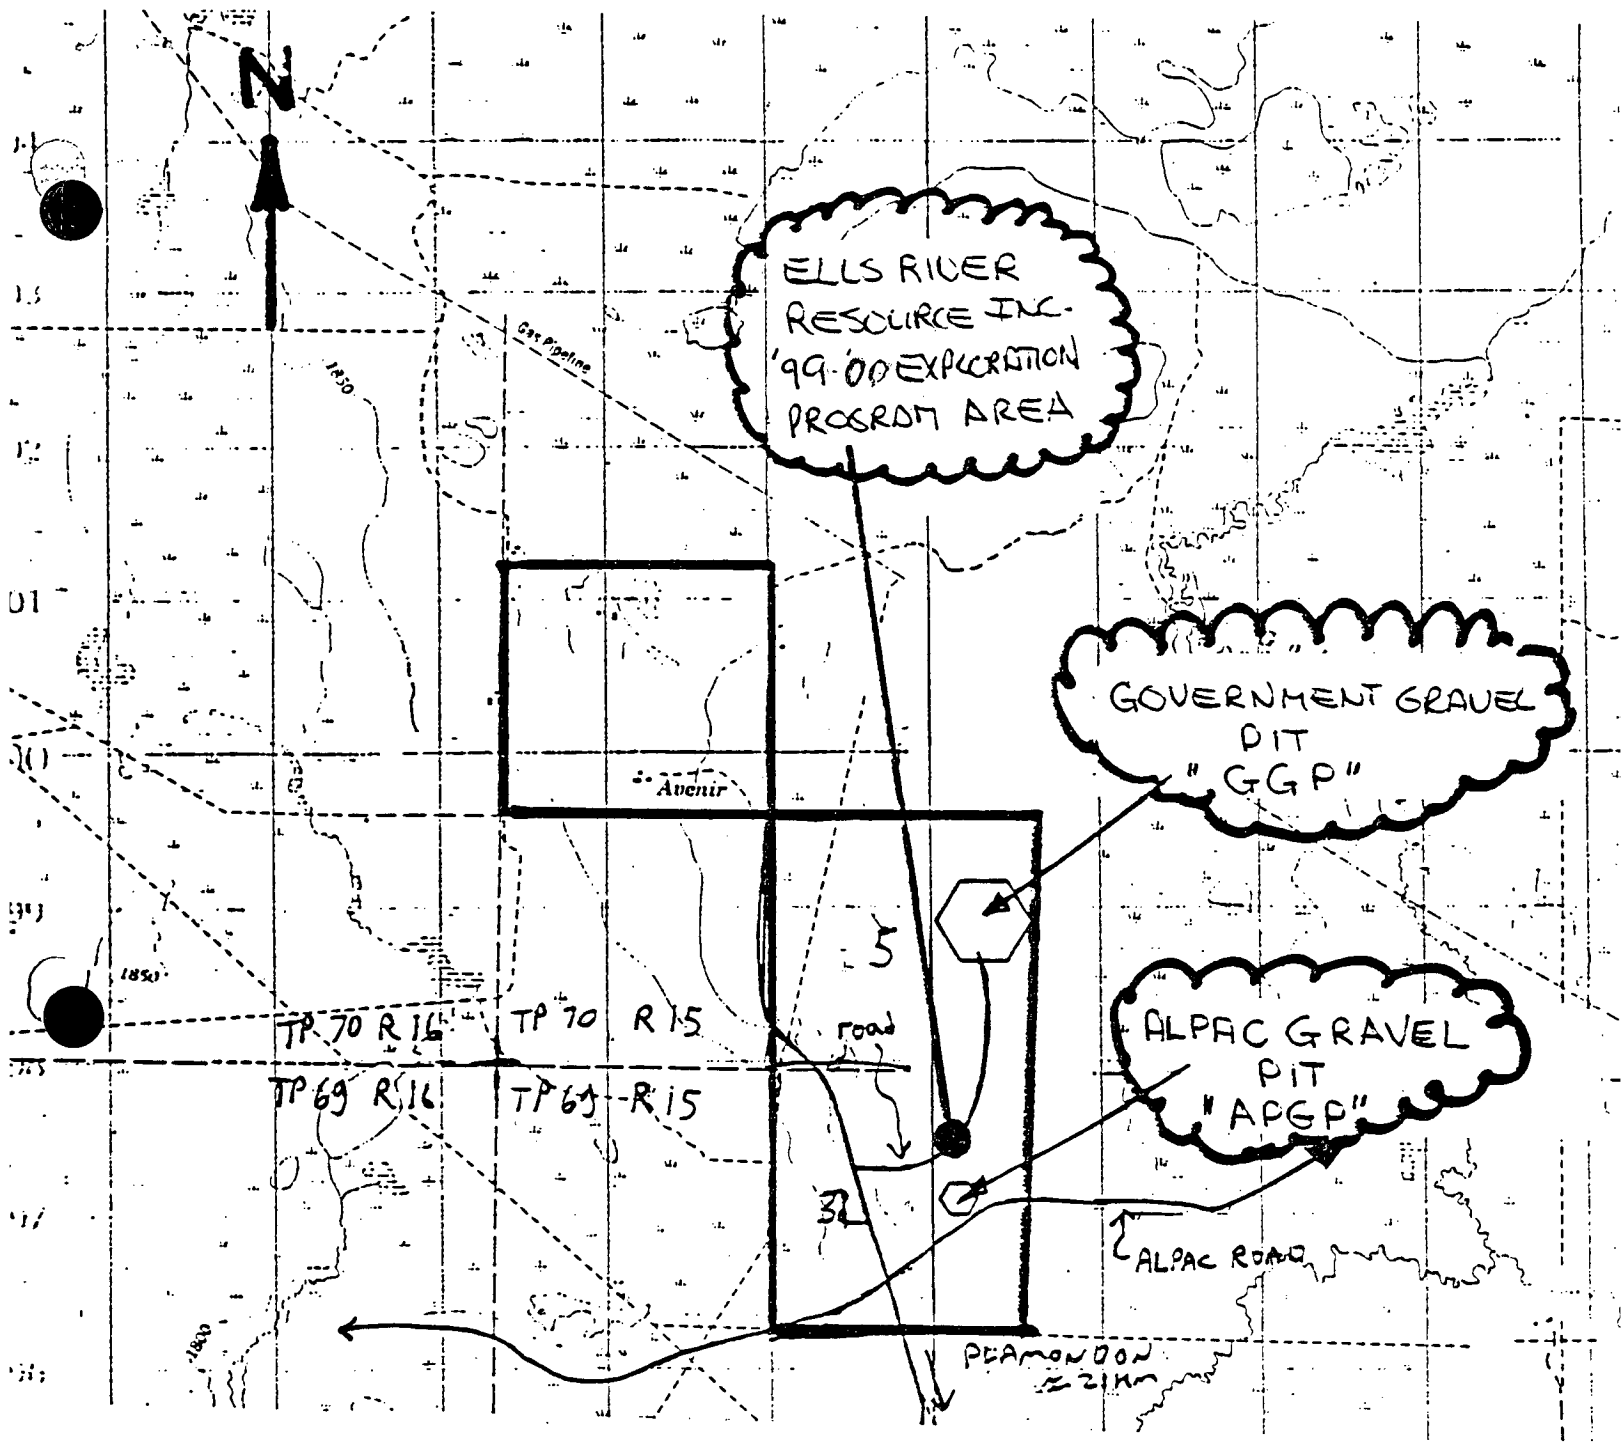 N
ELLS RIVER
RESOURCE INC.
'99-'00 EXPLORATION
PROGRAM AREA
Gas Pipeline
1850
GOVERNMENT GRAVEL
PIT
"GGP"
Avenir
5
1850
TP 70 R 16
TP 70 R 15
road
ALPAC GRAVEL
PIT
"APGP"
TP 69 R 16
TP 69 R 15
32
ALPAC ROAD
1800
PLAMONDON
≈ 21 Km